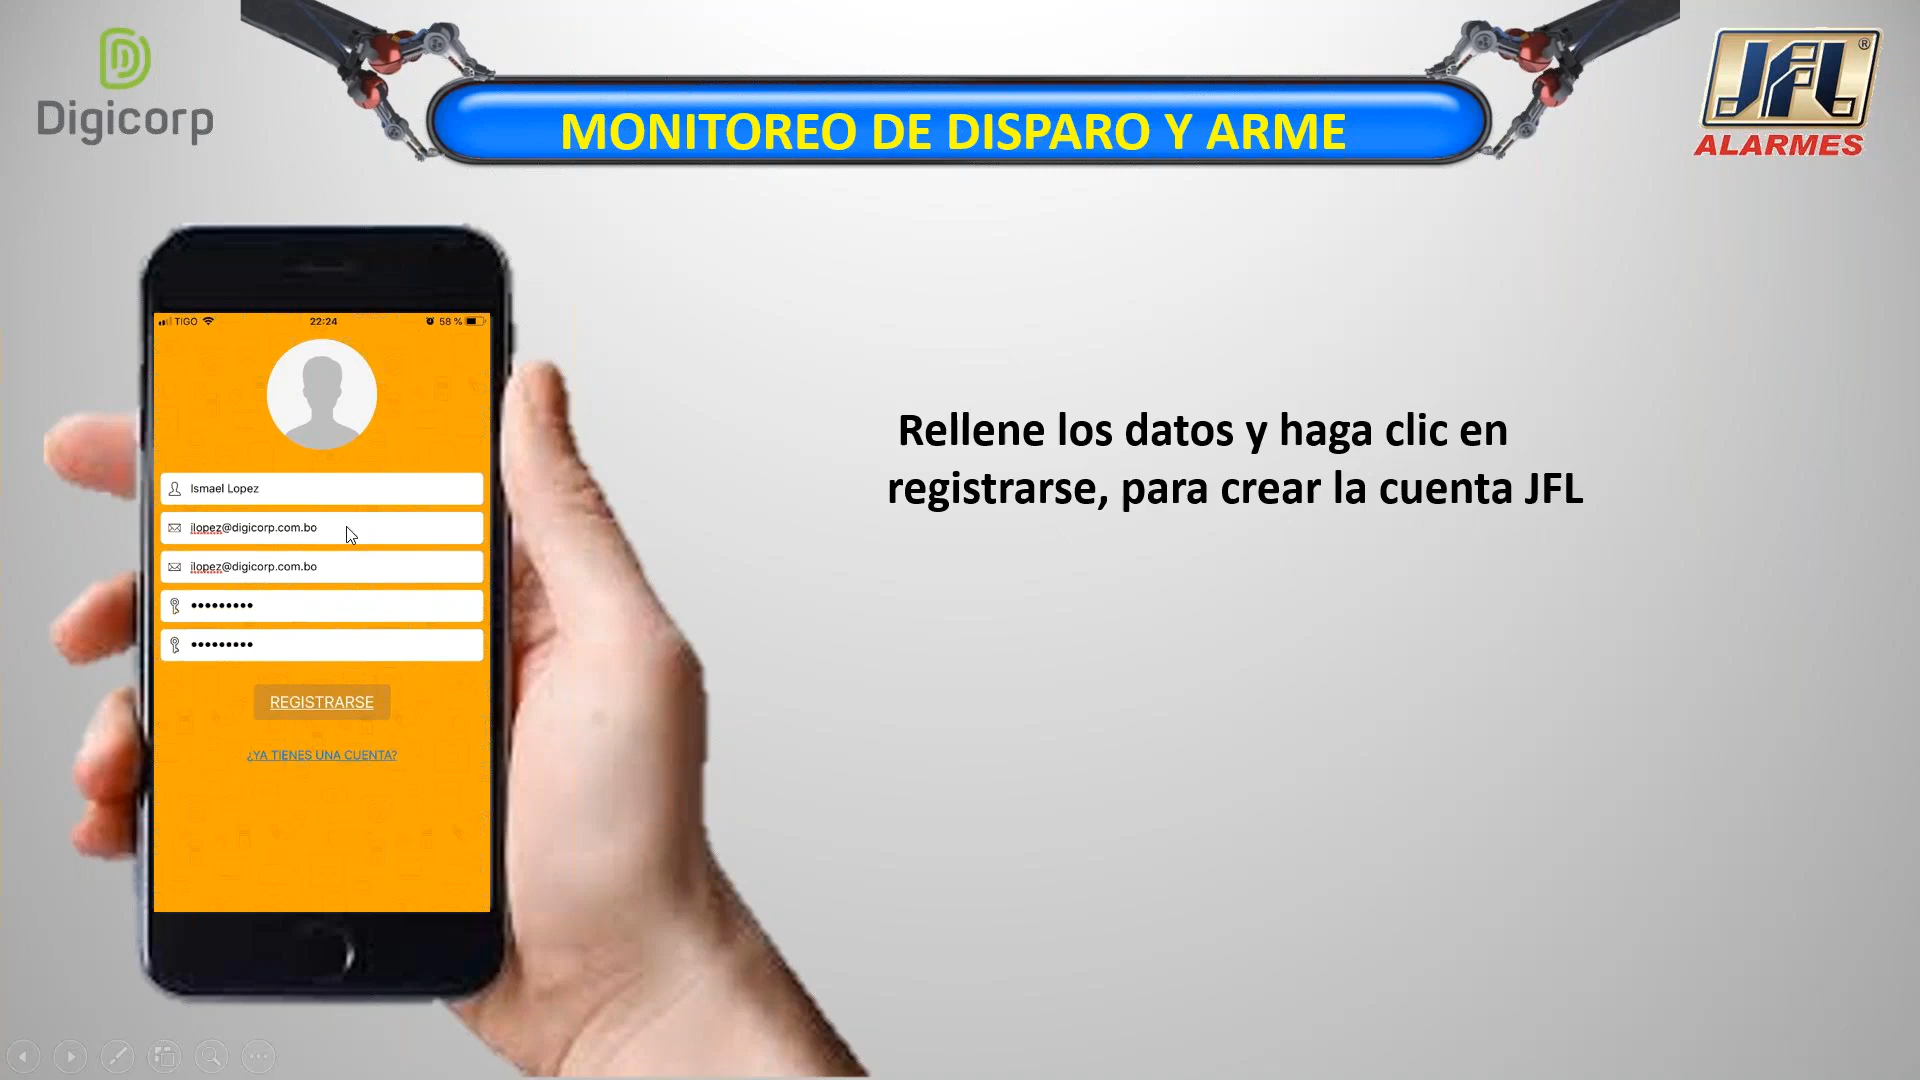 Digicorp
MONITOREO DE DISPARO Y ARME
JFL®
ALARMES
TIGO
22:24
58 %
Ismael Lopez
ilopez@digicorp.com.bo
ilopez@digicorp.com.bo
•••••••••
•••••••••
REGISTRARSE
¿YA TIENES UNA CUENTA?
Rellene los datos y haga clic en
registrarse, para crear la cuenta JFL